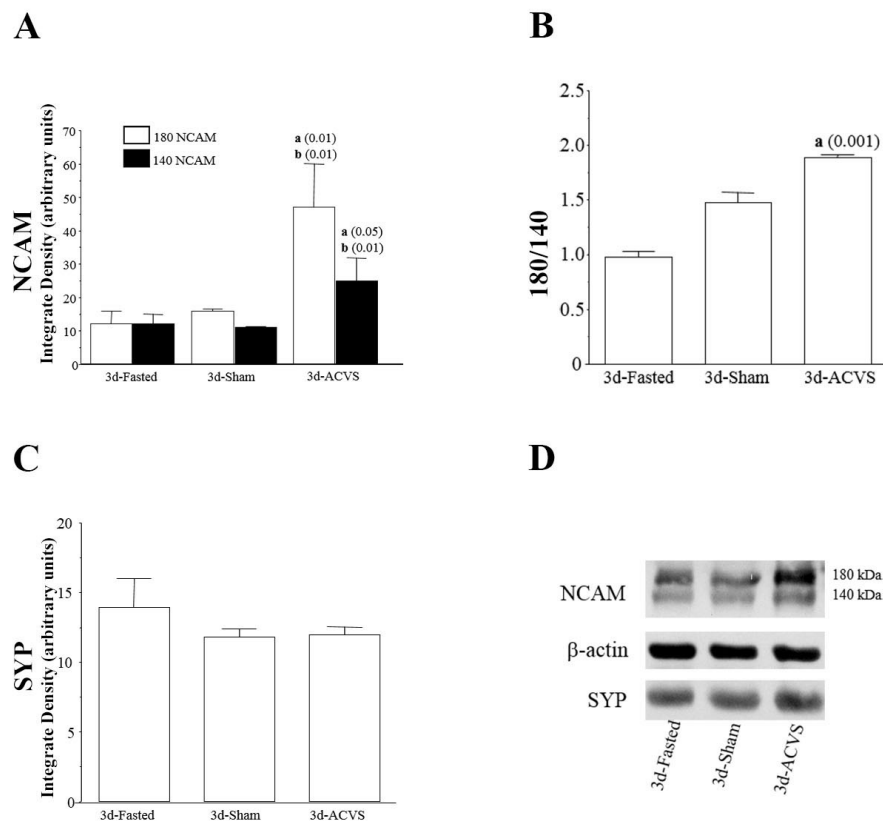 A
NCAM
Integrate Density (arbitrary units)
70
60
50
40
30
20
10
0
180 NCAM
140 NCAM
a (0.01)
b (0.01)
a (0.05)
b (0.01)
3d-Fasted
3d-Sham
3d-ACVS
B
180/140
2.5
2.0
1.5
1.0
0.5
0
a (0.001)
3d-Fasted
3d-Sham
3d-ACVS
C
SYP
Integrate Density (arbitrary units)
20
15
10
5
0
3d-Fasted
3d-Sham
3d-ACVS
D
NCAM
180 kDa
140 kDa
β-actin
SYP
3d-Fasted
3d-Sham
3d-ACVS